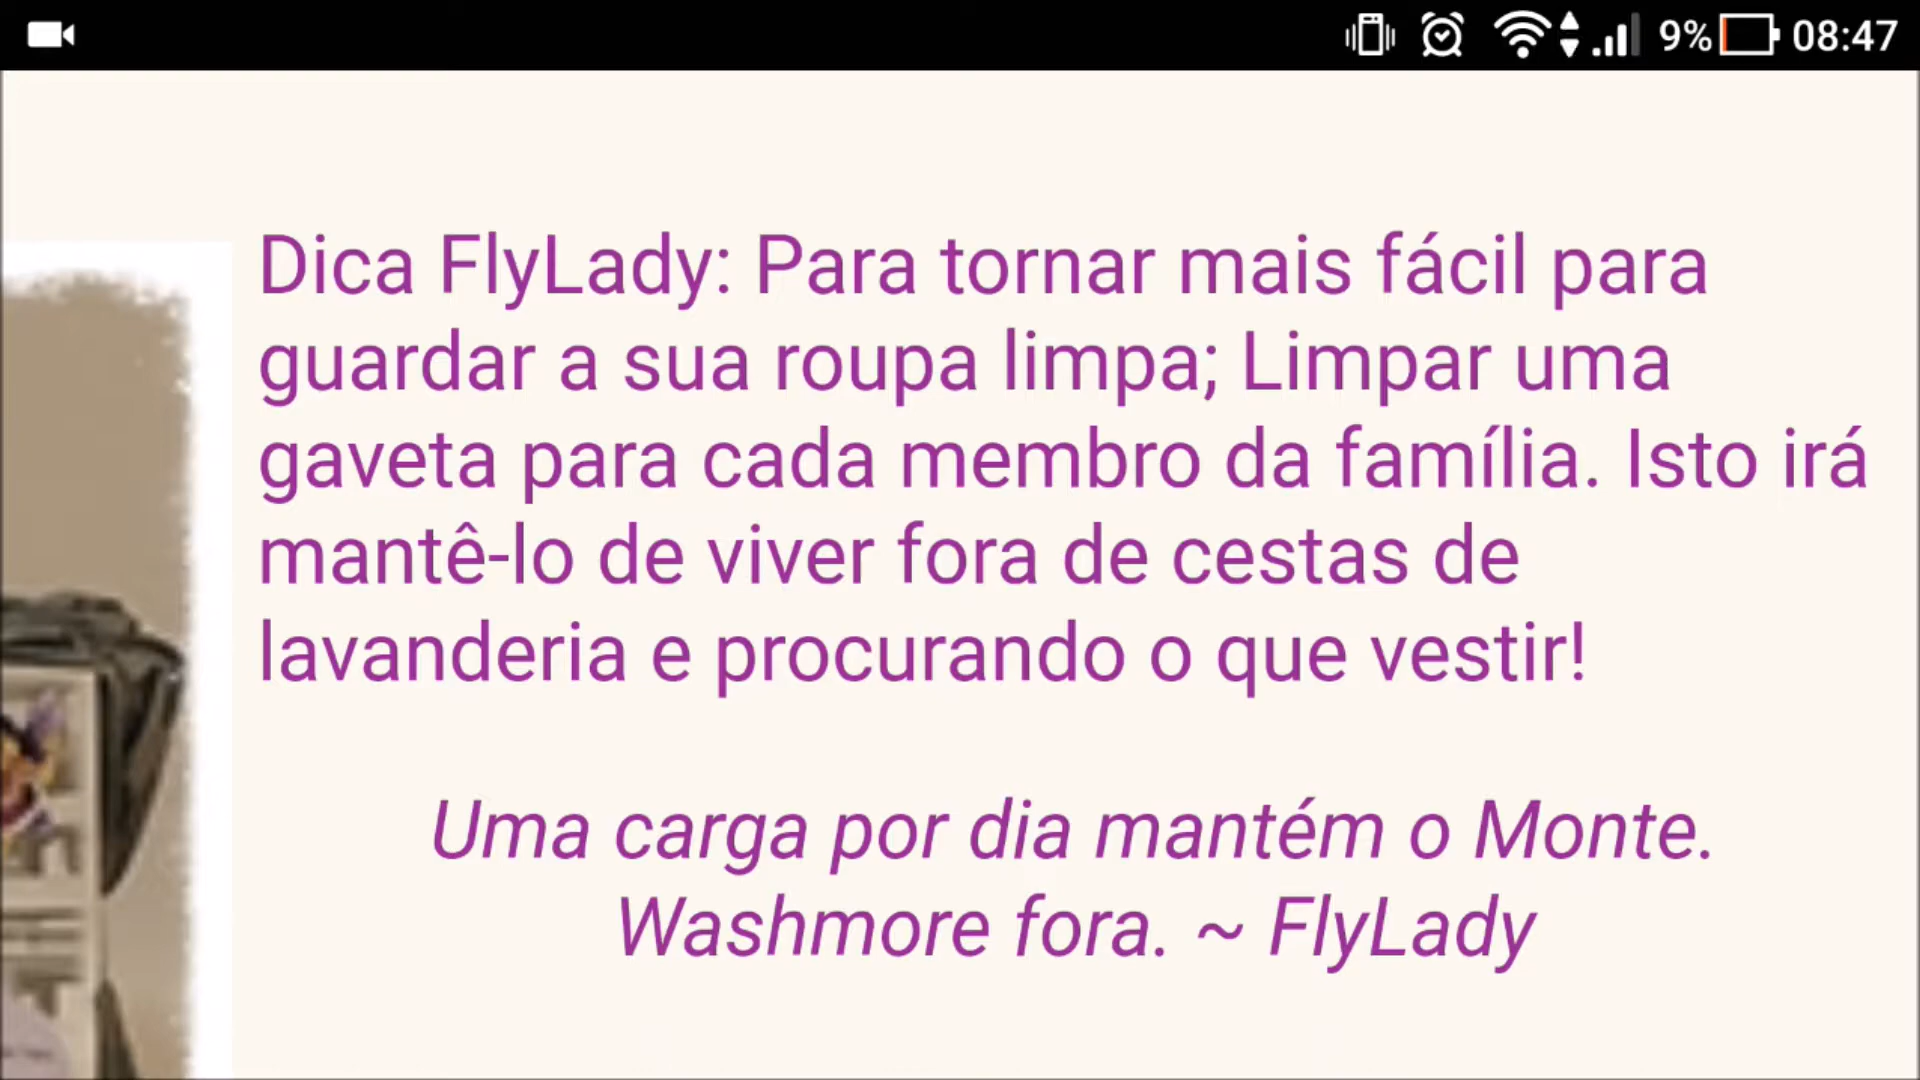 9% 08:47
Dica FlyLady: Para tornar mais fácil para
guardar a sua roupa limpa; Limpar uma
gaveta para cada membro da família. Isto irá
mantê-lo de viver fora de cestas de
lavanderia e procurando o que vestir!
Uma carga por dia mantém o Monte.
Washmore fora. ~ FlyLady